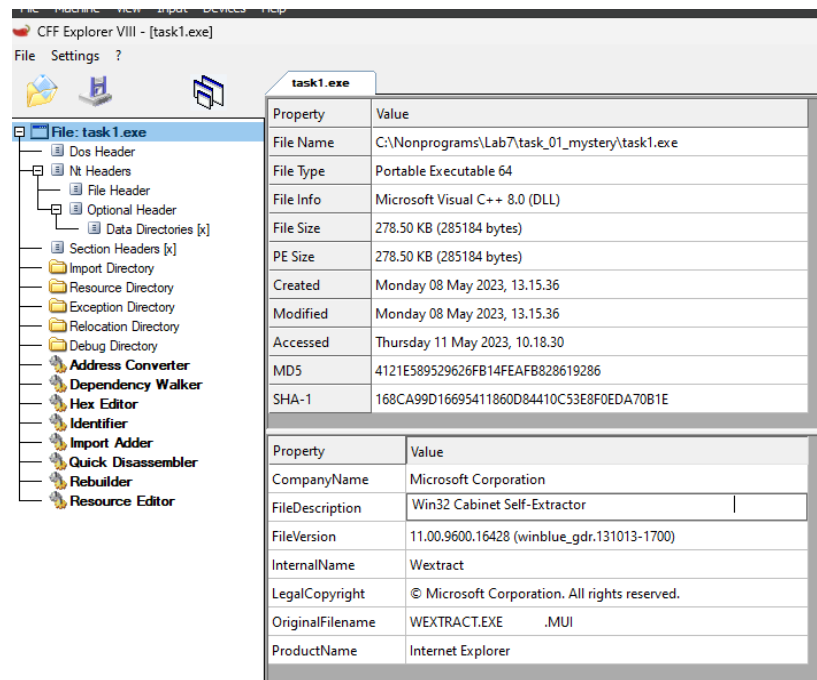 File Machine View Input Devices Help
CFF Explorer VIII - [task1.exe]
File Settings ?
task1.exe
File: task1.exe
Dos Header
Nt Headers
File Header
Optional Header
Data Directories [x]
Section Headers [x]
Import Directory
Resource Directory
Exception Directory
Relocation Directory
Debug Directory
Address Converter
Dependency Walker
Hex Editor
Identifier
Import Adder
Quick Disassembler
Rebuilder
Resource Editor
Property Value
File Name C:\Nonprograms\Lab7\task_01_mystery\task1.exe
File Type Portable Executable 64
File Info Microsoft Visual C++ 8.0 (DLL)
File Size 278.50 KB (285184 bytes)
PE Size 278.50 KB (285184 bytes)
Created Monday 08 May 2023, 13.15.36
Modified Monday 08 May 2023, 13.15.36
Accessed Thursday 11 May 2023, 10.18.30
MD5 4121E589529626FB14FEAFB828619286
SHA-1 168CA99D16695411860D84410C53E8F0EDA70B1E
Property Value
CompanyName Microsoft Corporation
FileDescription Win32 Cabinet Self-Extractor
FileVersion 11.00.9600.16428 (winblue_gdr.131013-1700)
InternalName Wextract
LegalCopyright © Microsoft Corporation. All rights reserved.
OriginalFilename WEXTRACT.EXE .MUI
ProductName Internet Explorer